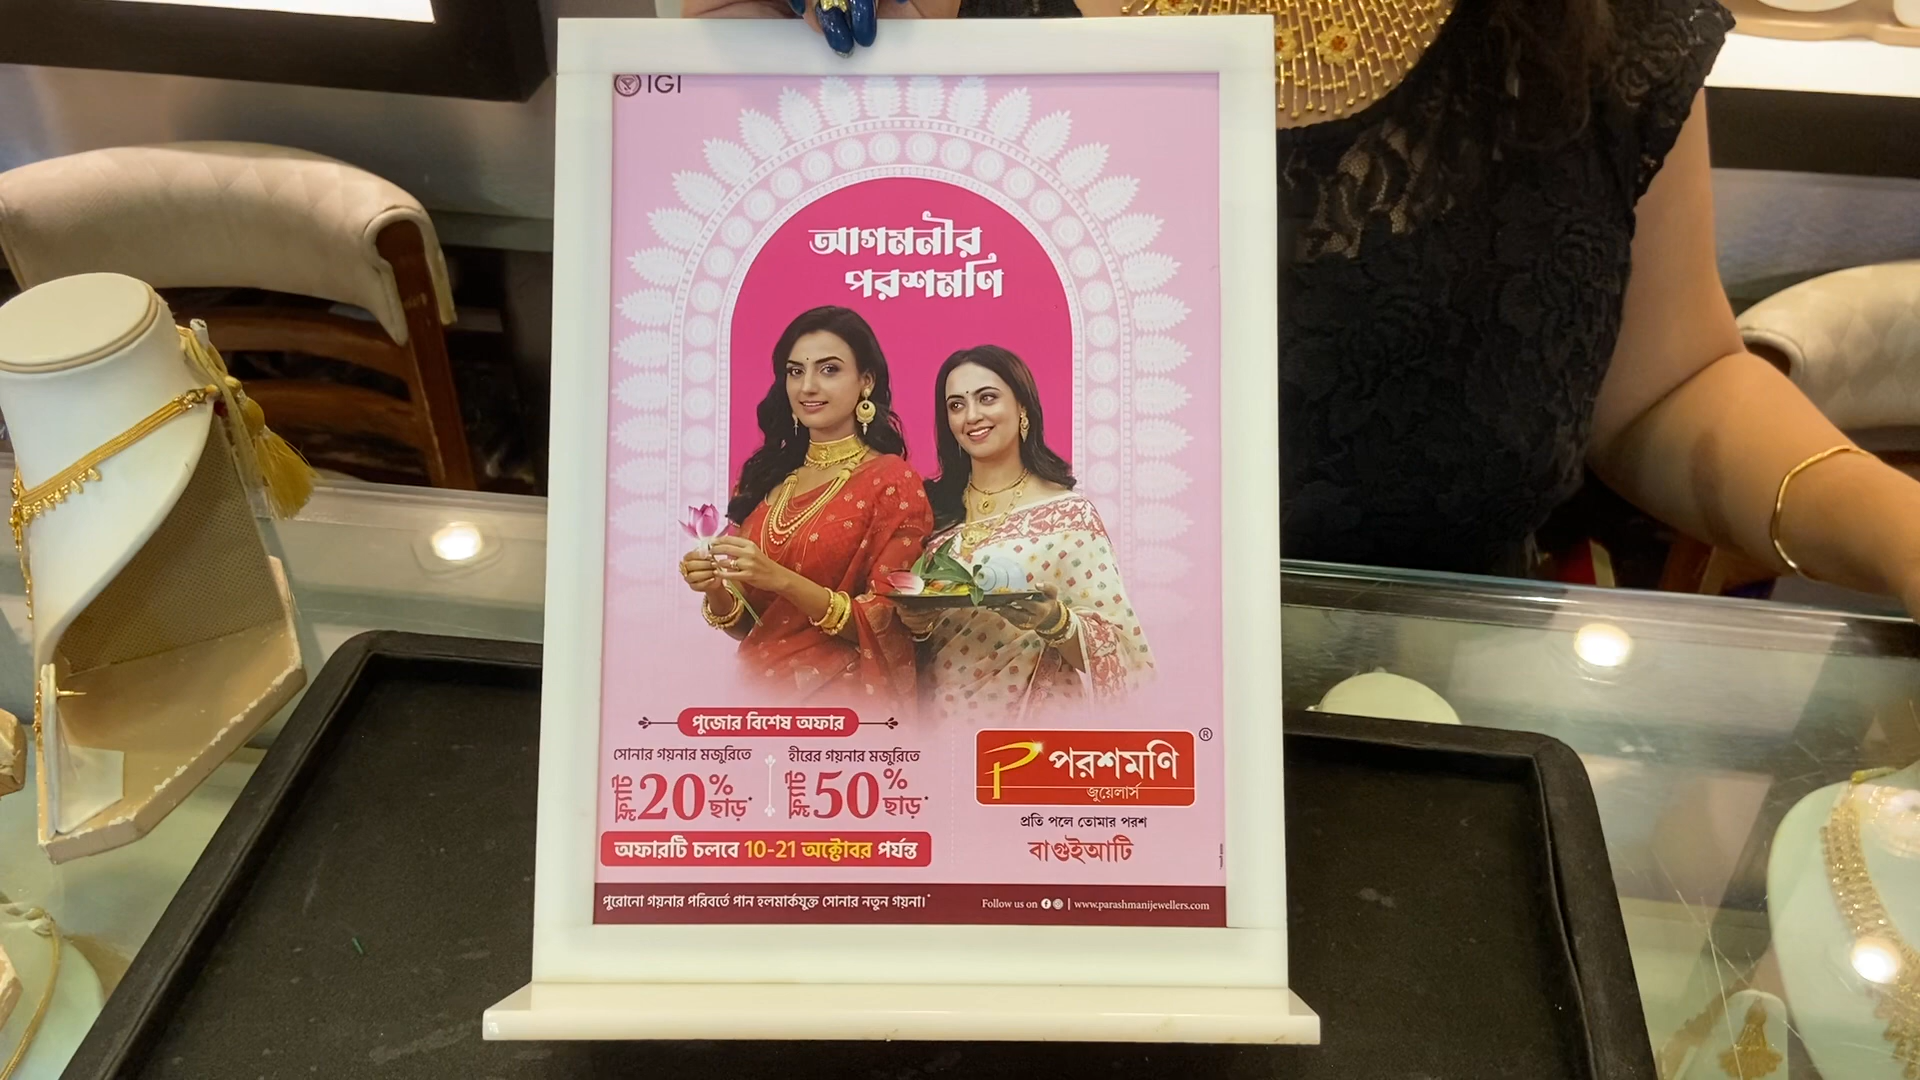 IGI
আগমনীর
পরশমণি
পুজোর বিশেষ অফার
সোনার গয়নার মজুরিতে
ফ্ল্যাট 20% ছাড়*
হীরের গয়নার মজুরিতে
ফ্ল্যাট 50% ছাড়*
অফারটি চলবে 10-21 অক্টোবর পর্যন্ত
P পরশমণি ®
জুয়েলার্স
প্রতি পলে তোমার পরশ
বাগুইআটি
পুরোনো গয়নার পরিবর্তে পান হলমার্কযুক্ত সোনার নতুন গয়না।*
Follow us on | www.parashmanijewellers.com